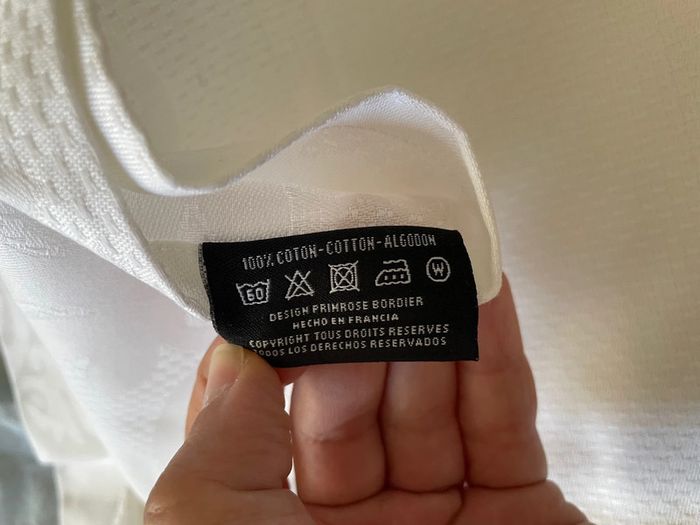 100% COTON-COTTON-ALGODON
60 W
DESIGN PRIMROSE BORDIER
HECHO EN FRANCIA
COPYRIGHT TOUS DROITS RESERVES
TODOS LOS DERECHOS RESERVADOS